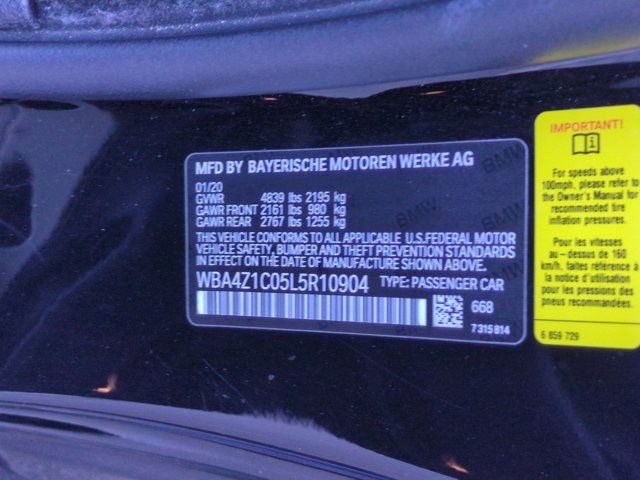 MFD BY BAYERISCHE MOTOREN WERKE AG
01/20
GVWR 4839 lbs 2195 kg
GAWR FRONT 2161 lbs 980 kg
GAWR REAR 2767 lbs 1255 kg
THIS VEHICLE CONFORMS TO ALL APPLICABLE U.S.FEDERAL MOTOR
VEHICLE SAFETY, BUMPER AND THEFT PREVENTION STANDARDS
IN EFFECT ON THE DATE OF MANUFACTURE SHOWN ABOVE.
WBA4Z1C05L5R10904 TYPE: PASSENGER CAR
668
7315814
IMPORTANT!
For speeds above
100mph, please refer to
the Owner's Manual for
recommended tire
inflation pressures.
Pour les vitesses
au-dessus de 160
km/h, faites référence à
la notice d'utilisation
pour les pressions des
pneus recommandées.
6 859 729